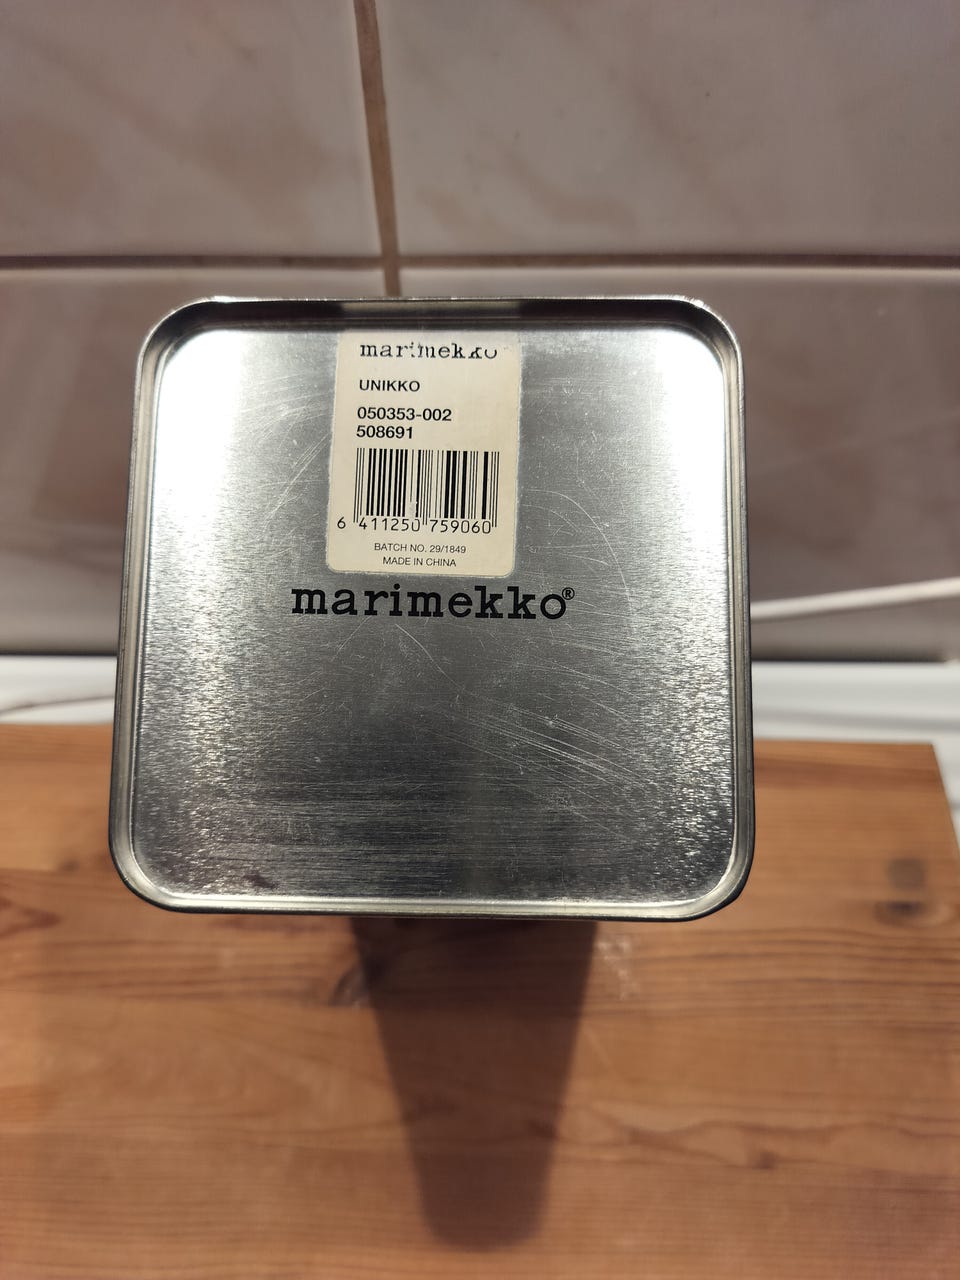 marimekko
UNIKKO
050353-002
508691
6 411250 759060
BATCH NO. 29/1849
MADE IN CHINA
marimekko®